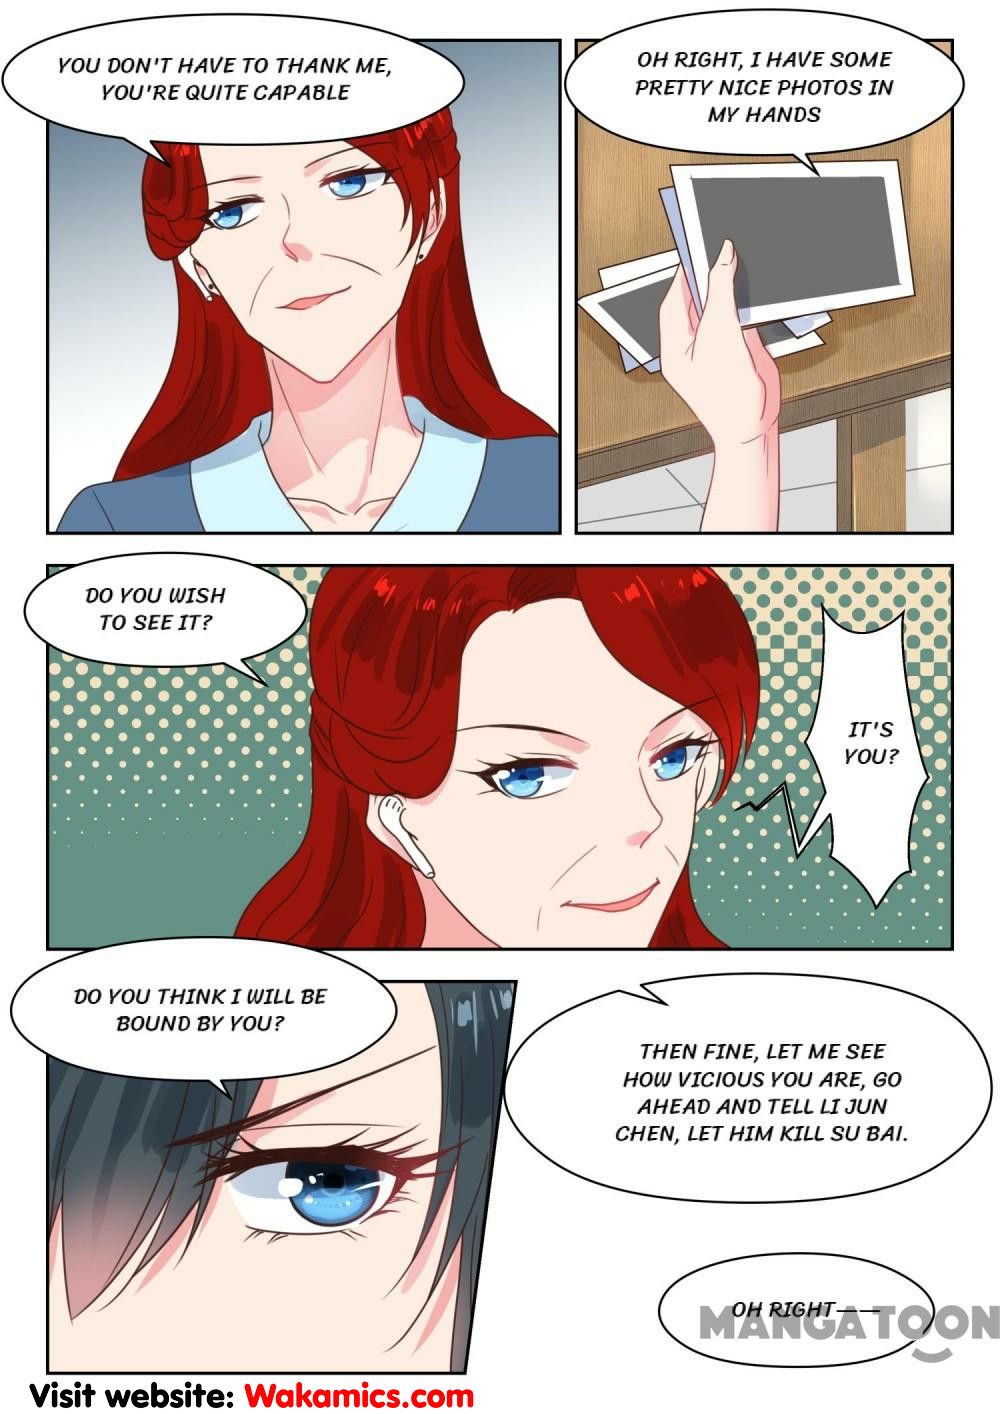 YOU DON'T HAVE TO THANK ME,
YOU'RE QUITE CAPABLE
OH RIGHT, I HAVE SOME
PRETTY NICE PHOTOS IN
MY HANDS
DO YOU WISH
TO SEE IT?
IT'S
YOU?
DO YOU THINK I WILL BE
BOUND BY YOU?
THEN FINE, LET ME SEE
HOW VICIOUS YOU ARE, GO
AHEAD AND TELL LI JUN
CHEN, LET HIM KILL SU BAI.
OH RIGHT——
MANGATOON
Visit website: Wakamics.com